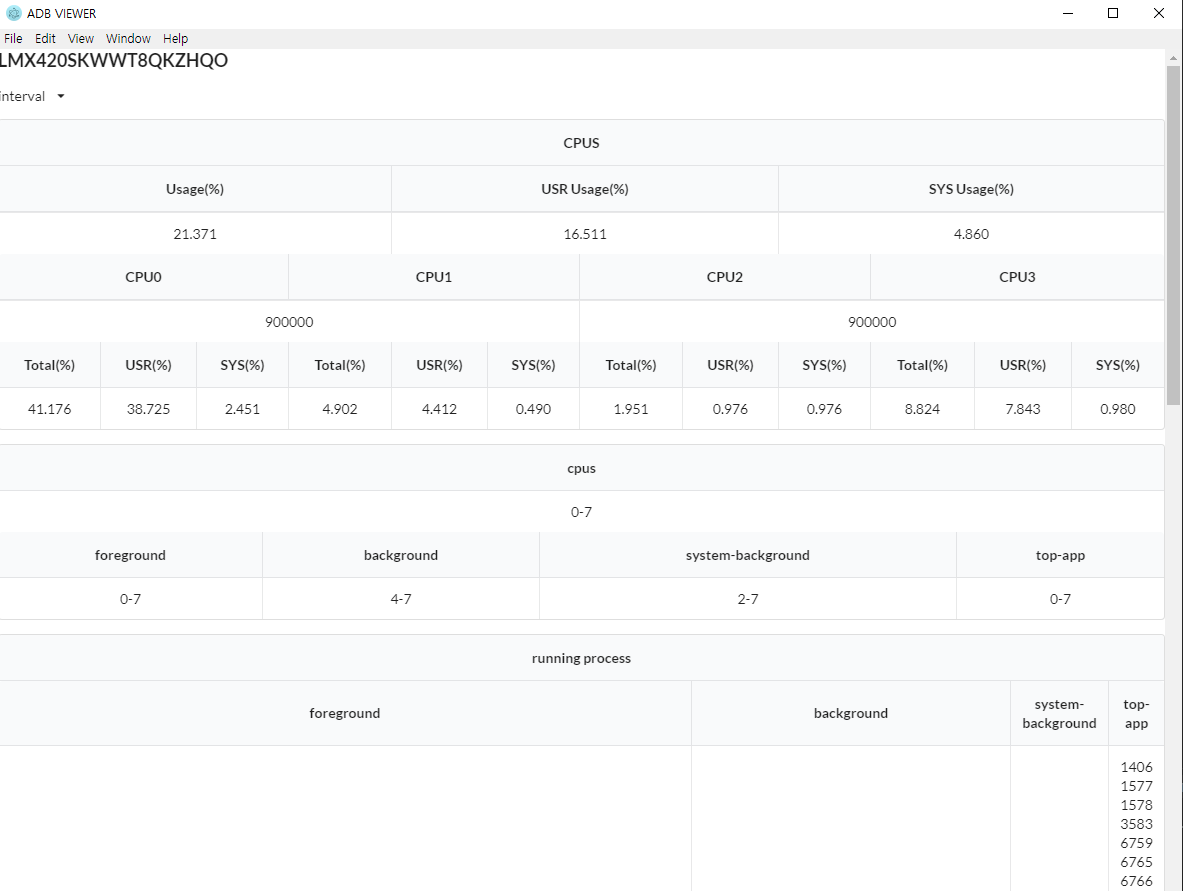 ADB VIEWER
File Edit View Window Help
LMX420SKWWT8QKZHQO
interval
CPUS
Usage(%) USR Usage(%) SYS Usage(%)
21.371 16.511 4.860
CPU0 CPU1 CPU2 CPU3
900000 900000
Total(%) USR(%) SYS(%) Total(%) USR(%) SYS(%) Total(%) USR(%) SYS(%) Total(%) USR(%) SYS(%)
41.176 38.725 2.451 4.902 4.412 0.490 1.951 0.976 0.976 8.824 7.843 0.980
cpus
0-7
foreground background system-background top-app
0-7 4-7 2-7 0-7
running process
foreground background system-background top-app
1406
1577
1578
3583
6759
6765
6766